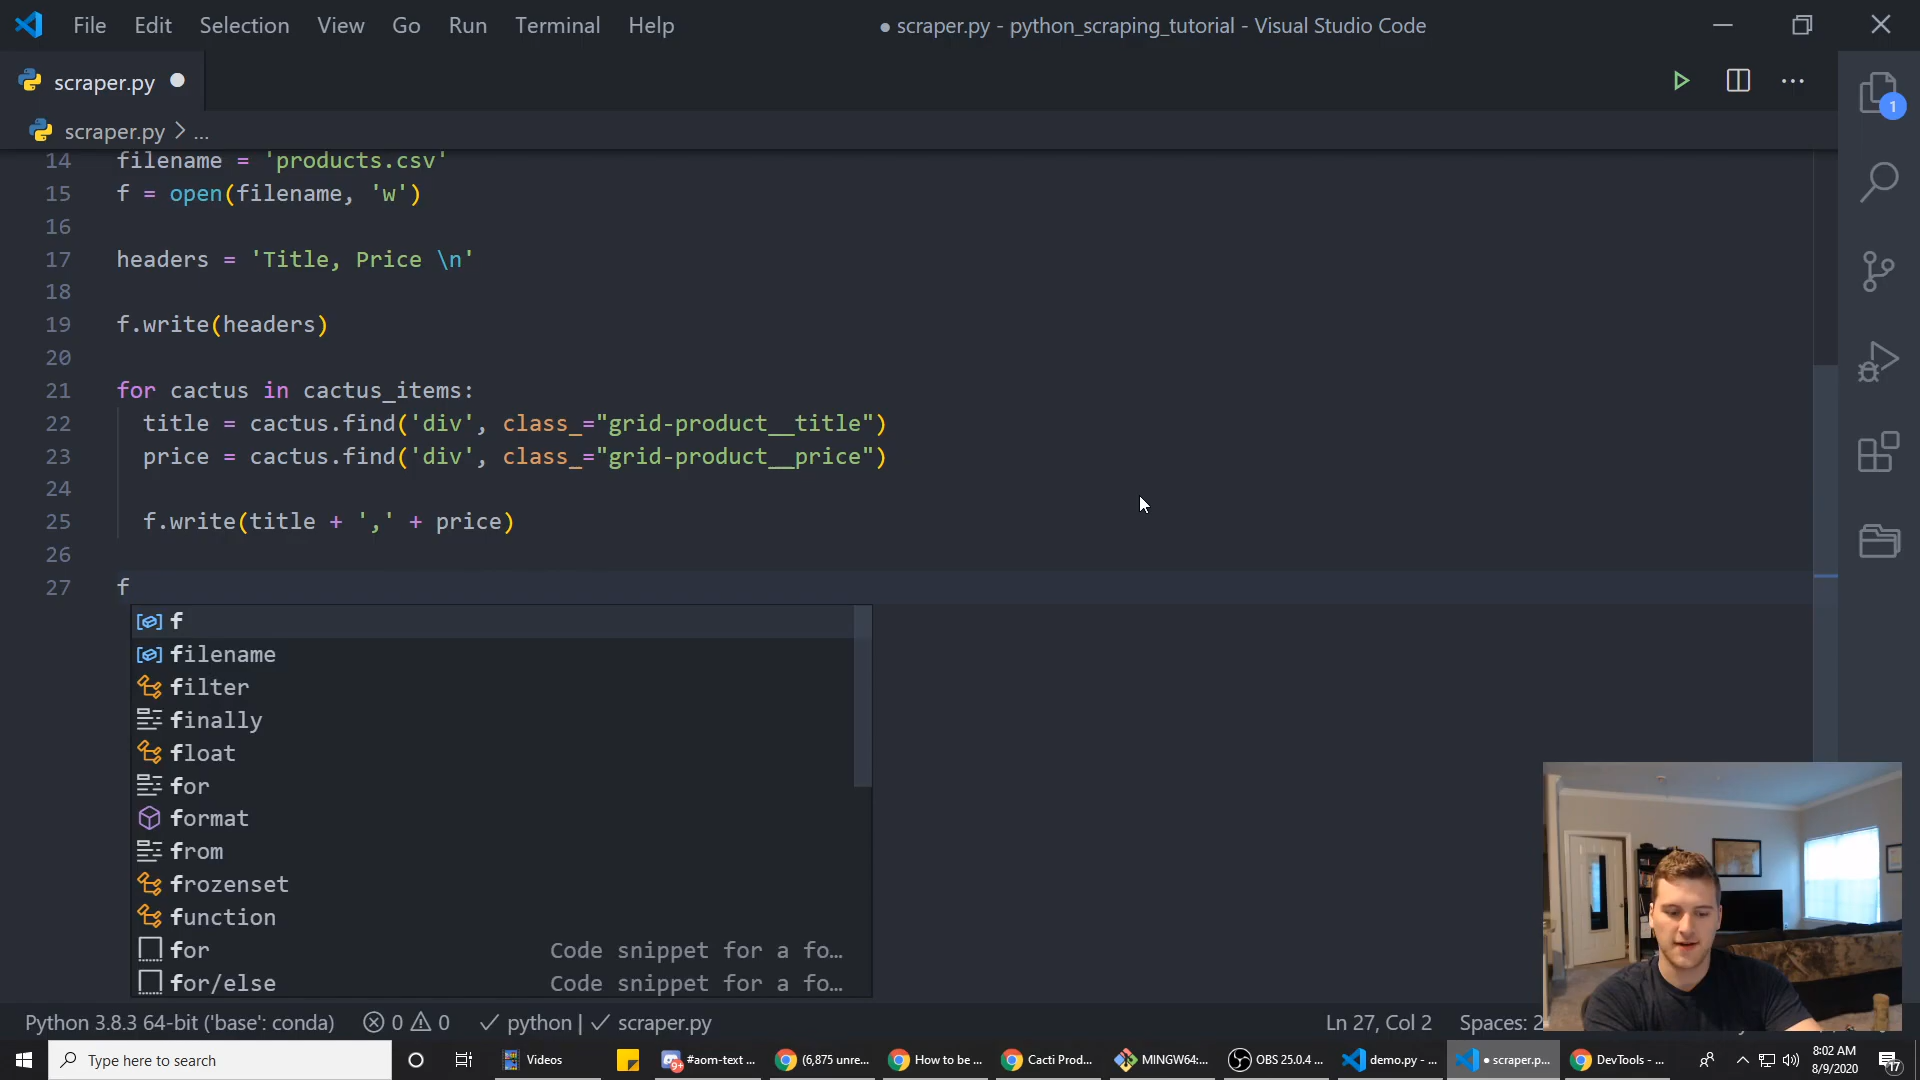 File Edit Selection View Go Run Terminal Help
● scraper.py - python_scraping_tutorial - Visual Studio Code
scraper.py
scraper.py > ...
1
14 filename = 'products.csv'
15 f = open(filename, 'w')
16
17 headers = 'Title, Price \n'
18
19 f.write(headers)
20
21 for cactus in cactus_items:
22 title = cactus.find('div', class_="grid-product__title")
23 price = cactus.find('div', class_="grid-product__price")
24
25 f.write(title + ',' + price)
26
27 f
f
filename
filter
finally
float
for
format
from
frozenset
function
for Code snippet for a fo…
for/else Code snippet for a fo…
Python 3.8.3 64-bit ('base': conda) 0 0 python | scraper.py Ln 27, Col 2 Spaces: 2
Type here to search Videos #aom-text ... (6,875 unre... How to be ... Cacti Prod... MINGW64:... OBS 25.0.4 ... demo.py - ... ● scraper.p... DevTools - ... 8:02 AM
8/9/2020 17